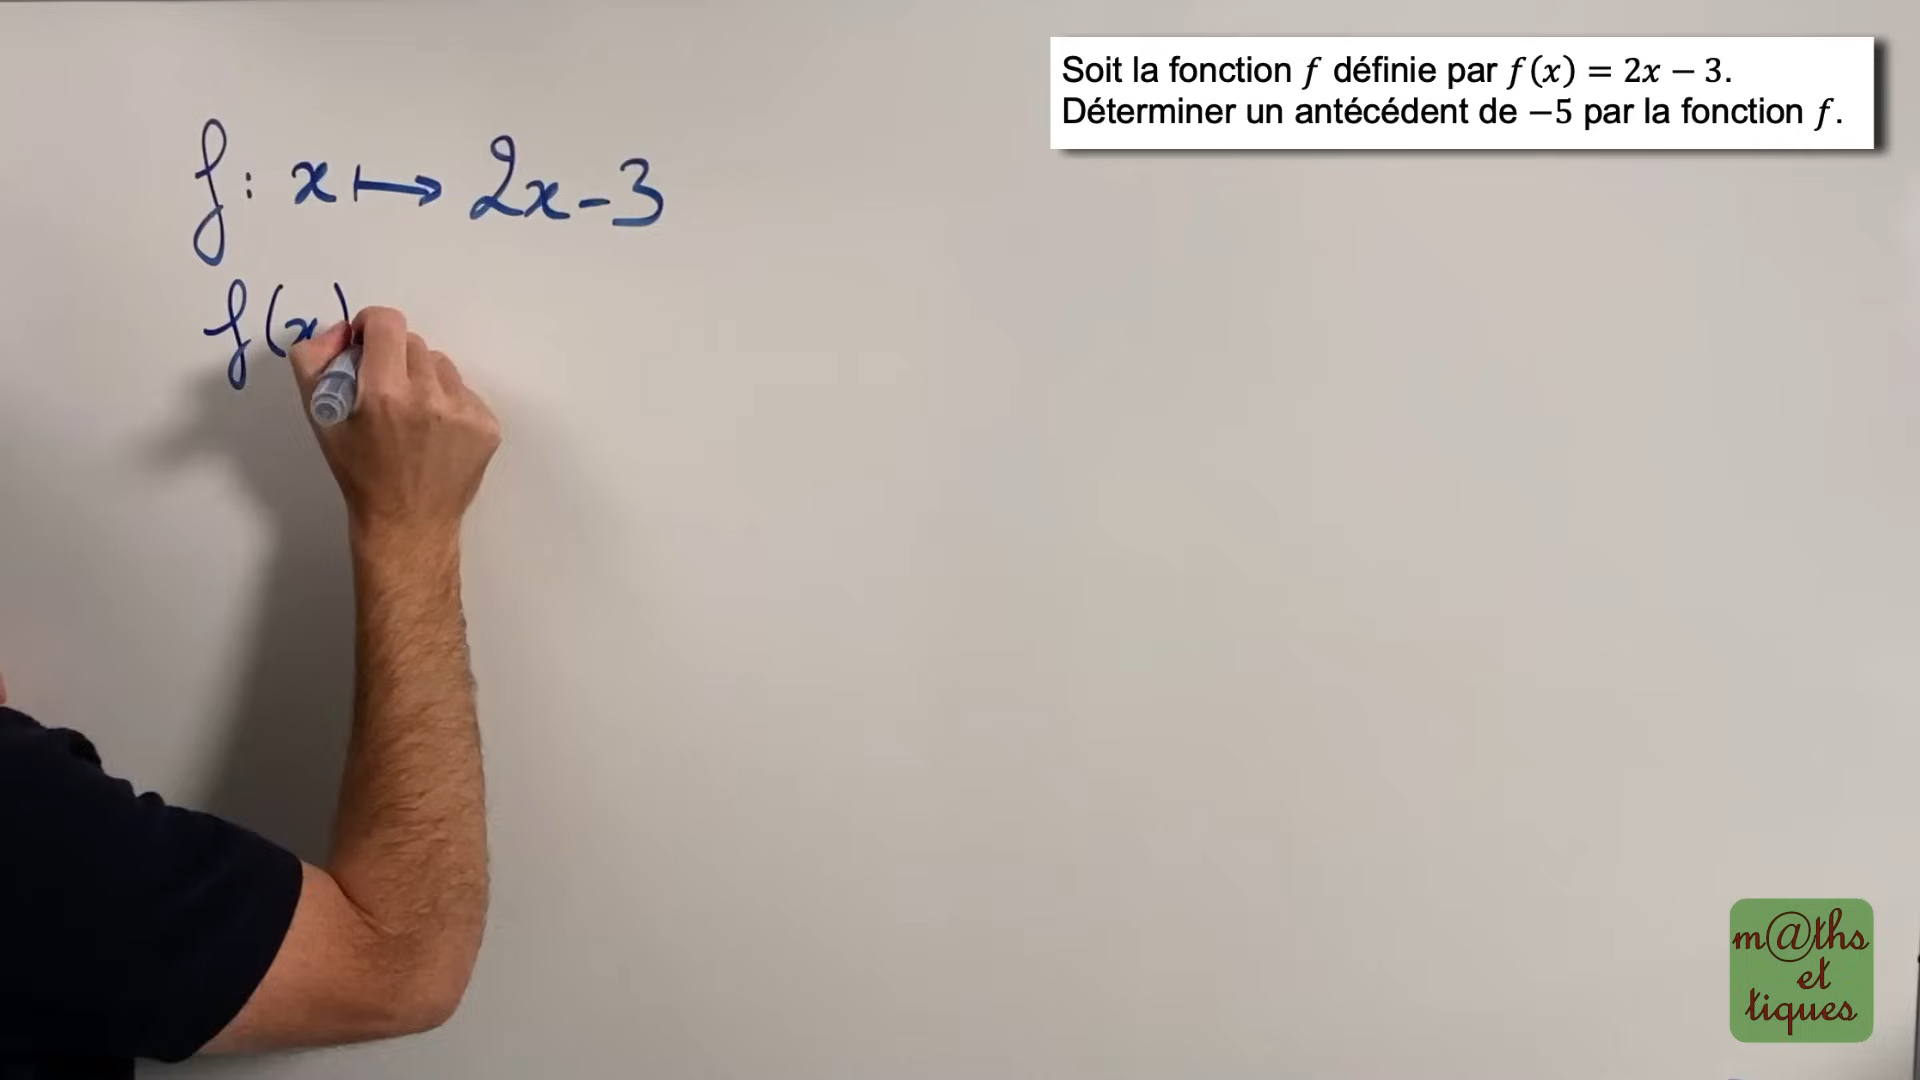 Soit la fonction f définie par f(x) = 2x − 3.
Déterminer un antécédent de −5 par la fonction f.
f : x ↦ 2x-3
f(x)
m@ths
et
tiques